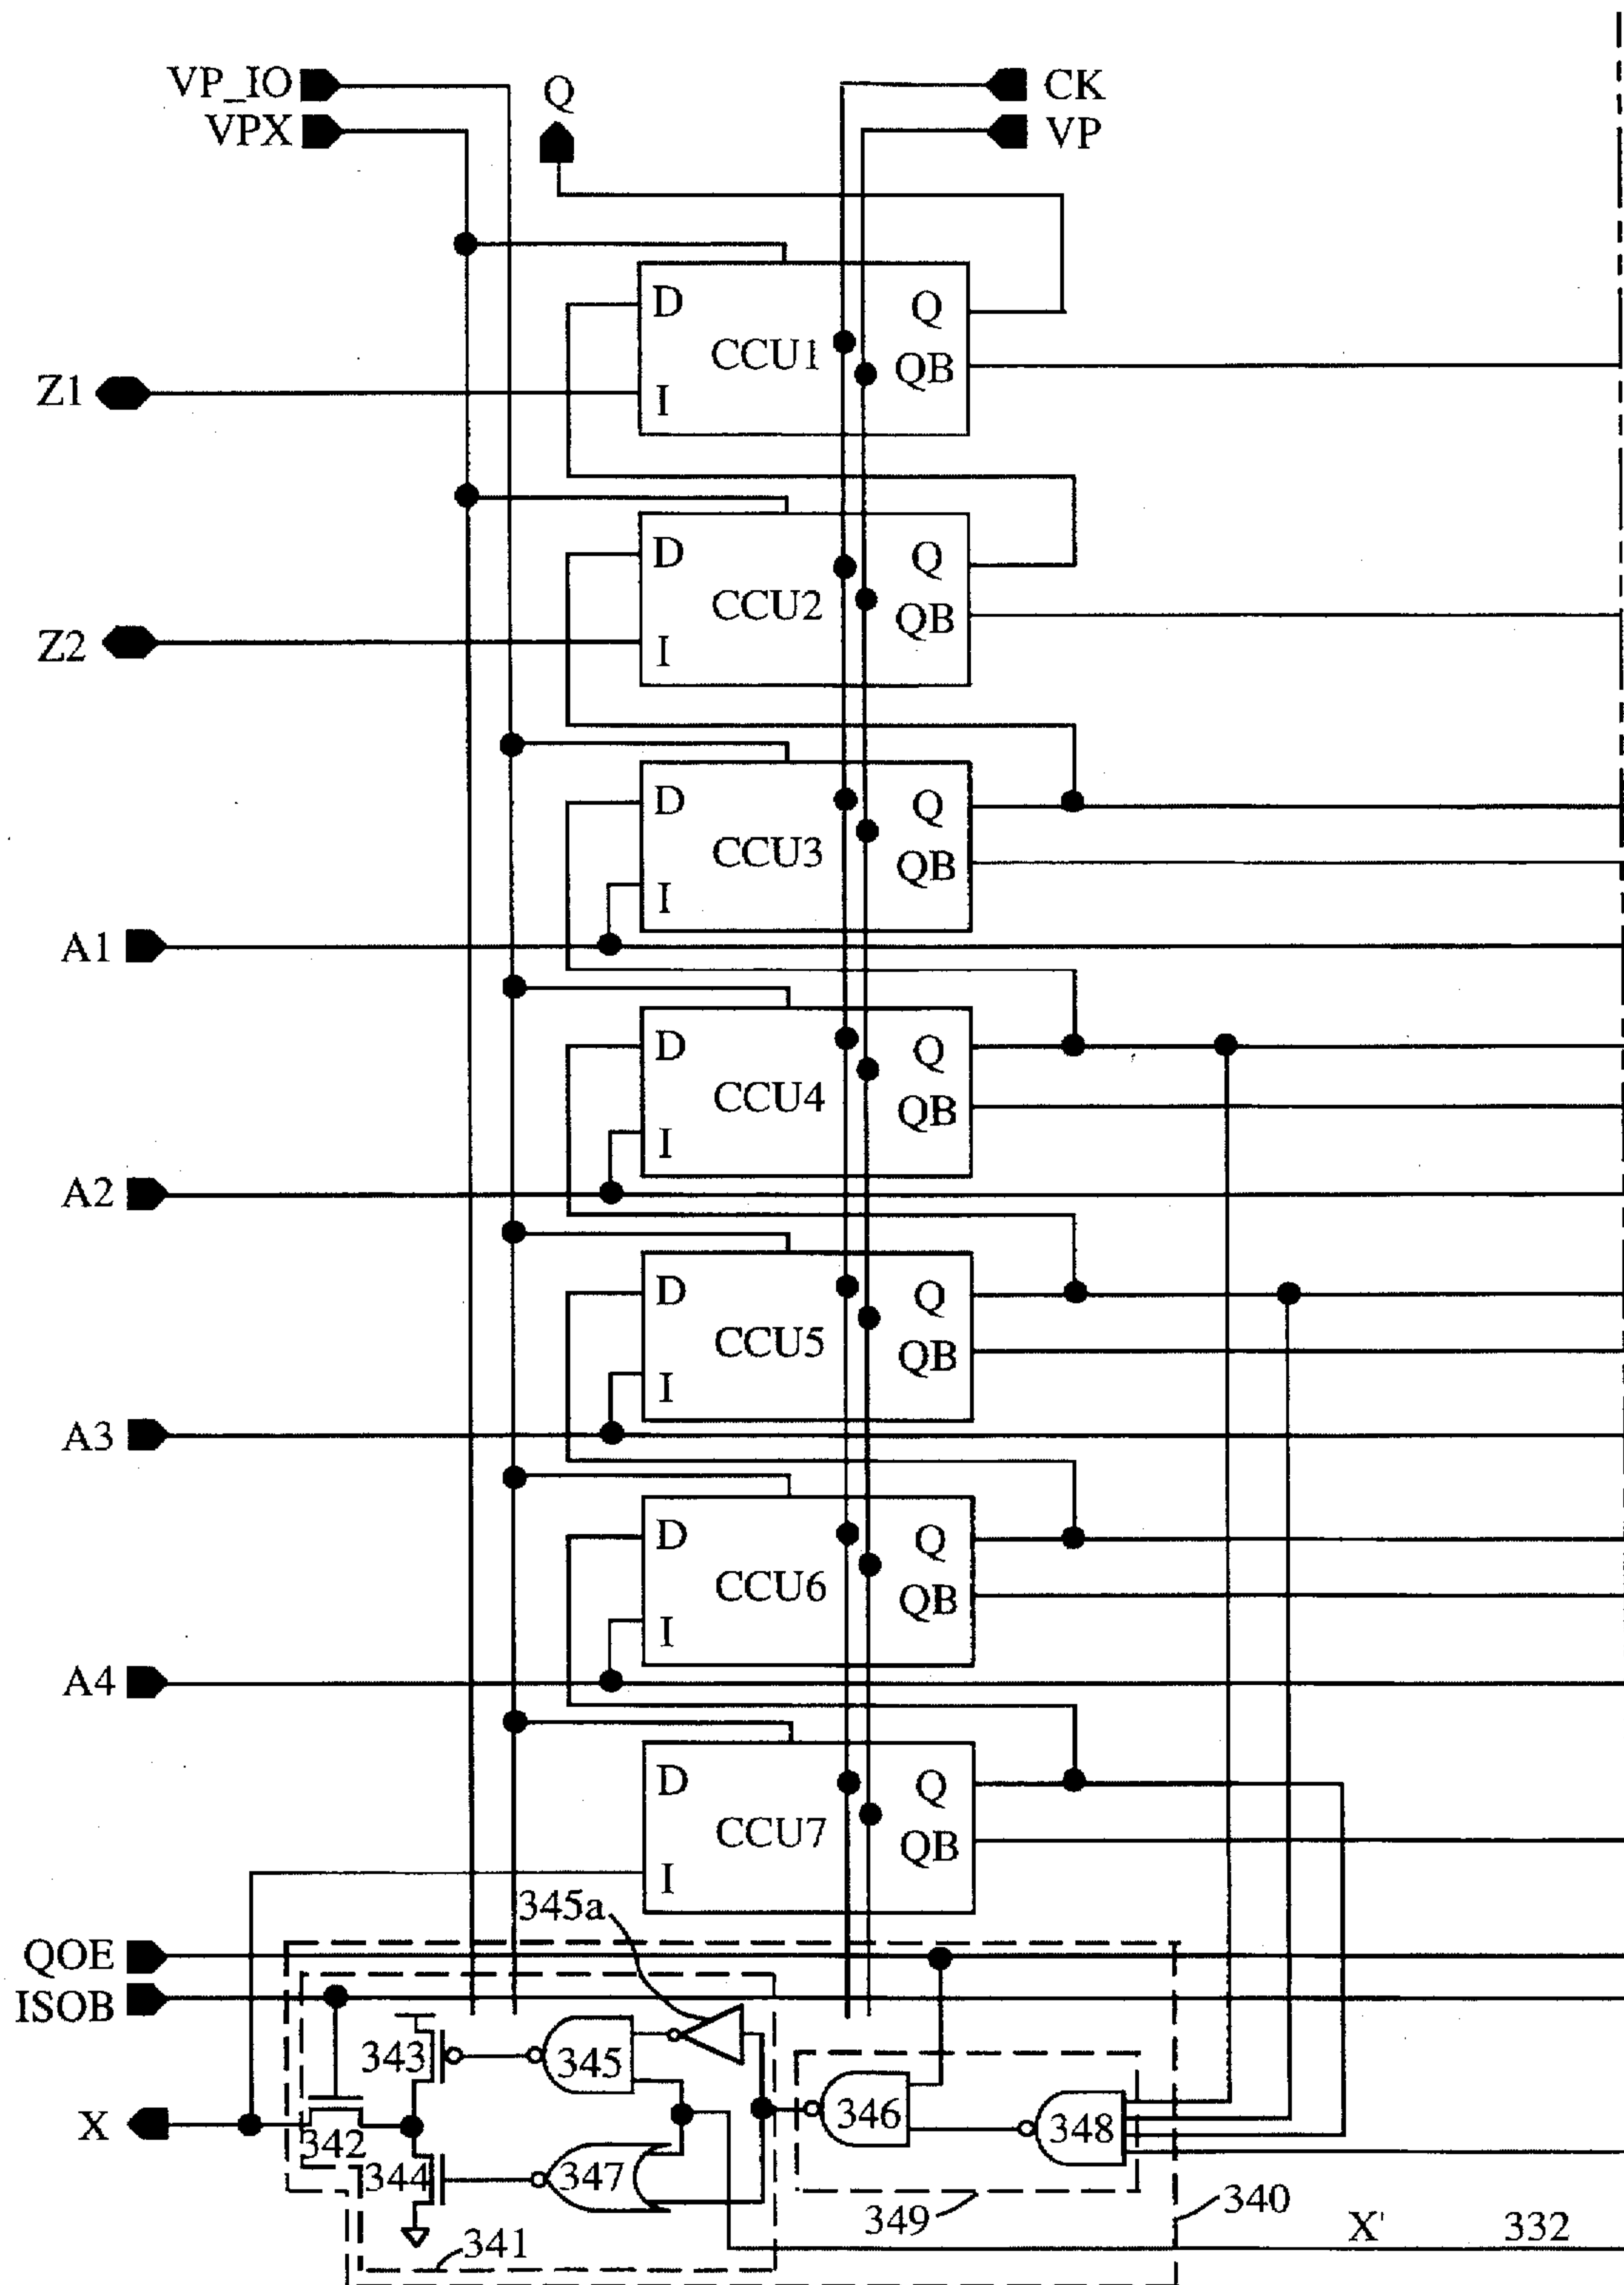 VP_IO
Q
CK
VPX
VP
D
Q
CCU1
QB
Z1
I
D
Q
CCU2
QB
Z2
I
D
Q
CCU3
QB
I
A1
D
Q
CCU4
QB
I
A2
D
Q
CCU5
QB
I
A3
D
Q
CCU6
QB
I
A4
D
Q
CCU7
QB
I
345a
QOE
ISOB
343
345
346
348
X
342
344
347
349
340
341
X'
332